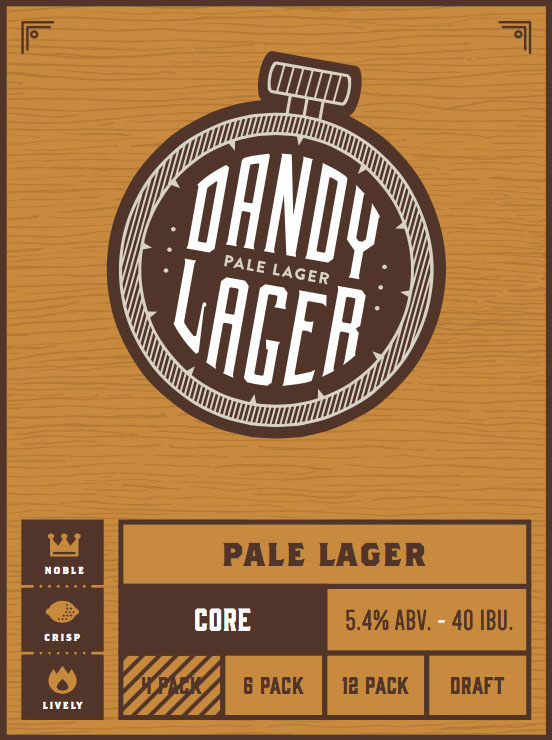 DANDY
PALE LAGER
LAGER
PALE LAGER
NOBLE
CORE
5.4% ABV. - 40 IBU.
CRISP
4 PACK
6 PACK
12 PACK
DRAFT
LIVELY